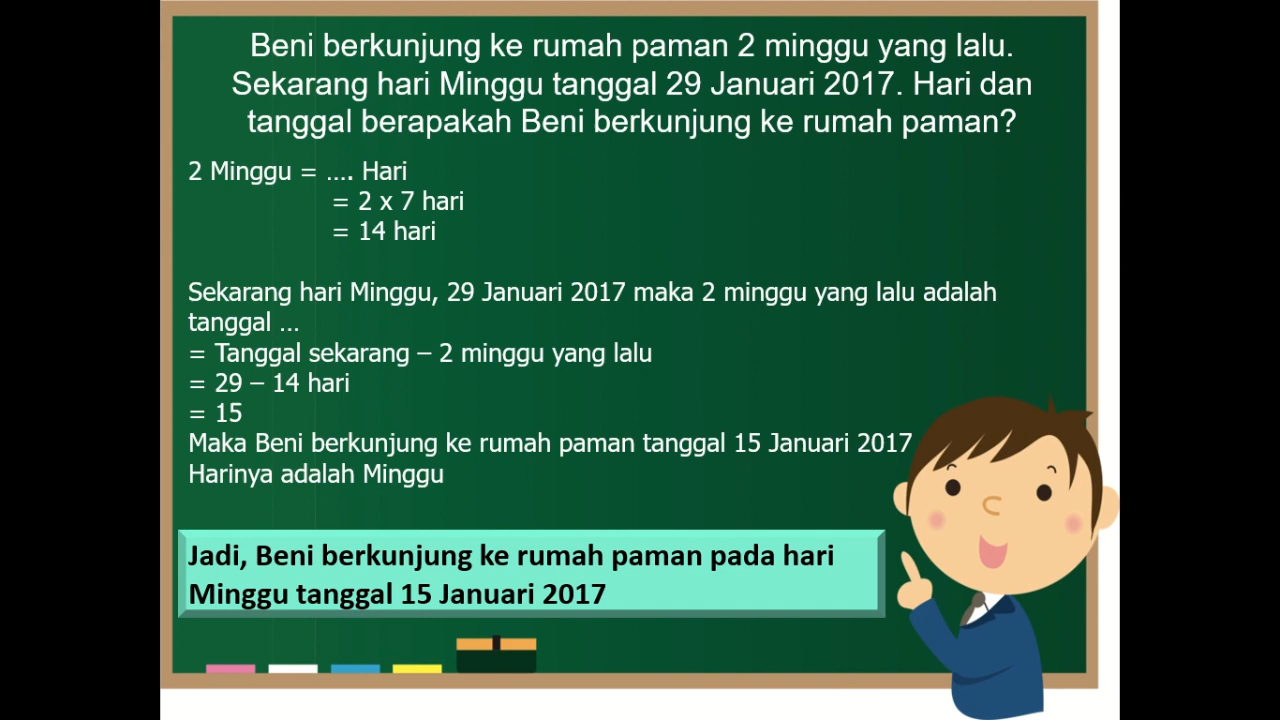 Beni berkunjung ke rumah paman 2 minggu yang lalu.
Sekarang hari Minggu tanggal 29 Januari 2017. Hari dan
tanggal berapakah Beni berkunjung ke rumah paman?
2 Minggu = …. Hari
= 2 x 7 hari
= 14 hari
Sekarang hari Minggu, 29 Januari 2017 maka 2 minggu yang lalu adalah
tanggal …
= Tanggal sekarang – 2 minggu yang lalu
= 29 – 14 hari
= 15
Maka Beni berkunjung ke rumah paman tanggal 15 Januari 2017
Harinya adalah Minggu
Jadi, Beni berkunjung ke rumah paman pada hari
Minggu tanggal 15 Januari 2017